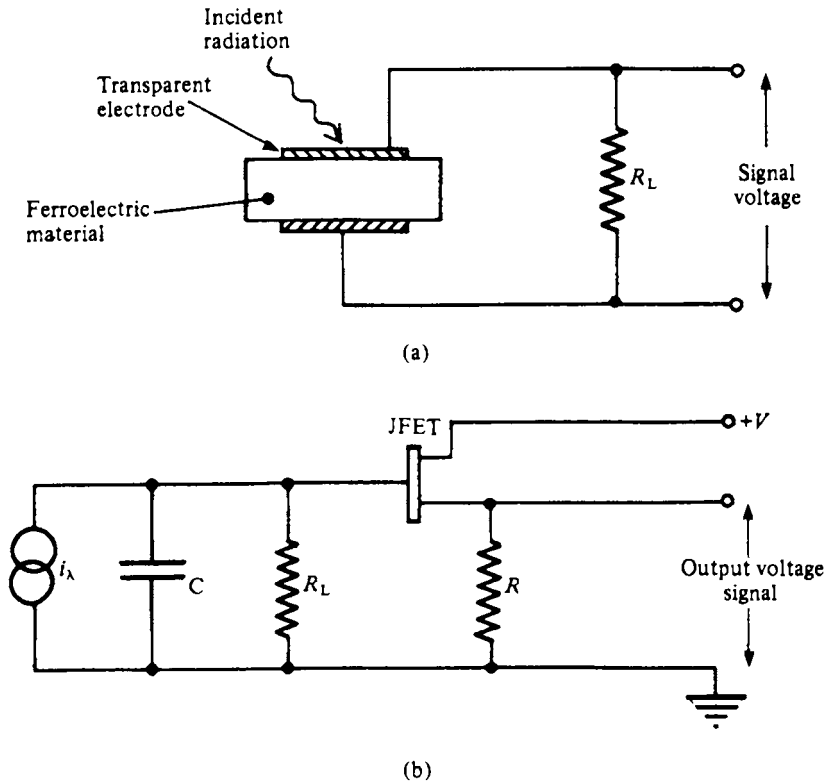 Incident
radiation
Transparent
electrode
Ferroelectric
material
R_L
Signal
voltage
(a)
JFET
+V
i_λ
C
R_L
R
Output voltage
signal
(b)